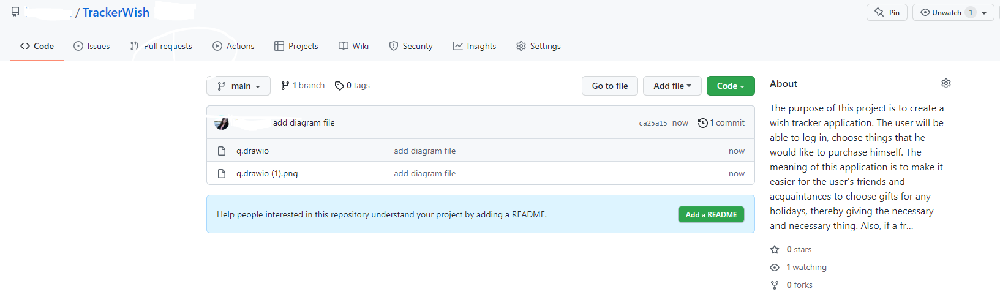 / TrackerWish
Pin
Unwatch 1
Code
Issues
Pull requests
Actions
Projects
Wiki
Security
Insights
Settings
main
1 branch
0 tags
Go to file
Add file
Code
add diagram file
ca25a15 now
1 commit
q.drawio add diagram file now
q.drawio (1).png add diagram file now
Help people interested in this repository understand your project by adding a README.
Add a README
About
The purpose of this project is to create a
wish tracker application. The user will be
able to log in, choose things that he
would like to purchase himself. The
meaning of this application is to make it
easier for the user's friends and
acquaintances to choose gifts for any
holidays, thereby giving the necessary
and necessary thing. Also, if a fr...
0 stars
1 watching
0 forks